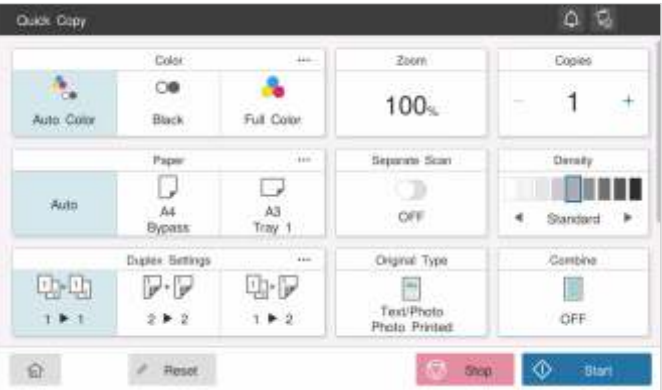 Quick Copy
Color ...
Auto Color
Black
Full Color
Zoom
100%
Copies
- 1 +
Paper ...
Auto
A4
Bypass
A3
Tray 1
Separate Scan
OFF
Density
◄ Standard ►
Duplex Settings ...
1 ► 1
2 ► 2
1 ► 2
Original Type
Text/Photo
Photo Printed
Combine
OFF
Reset
Stop
Start